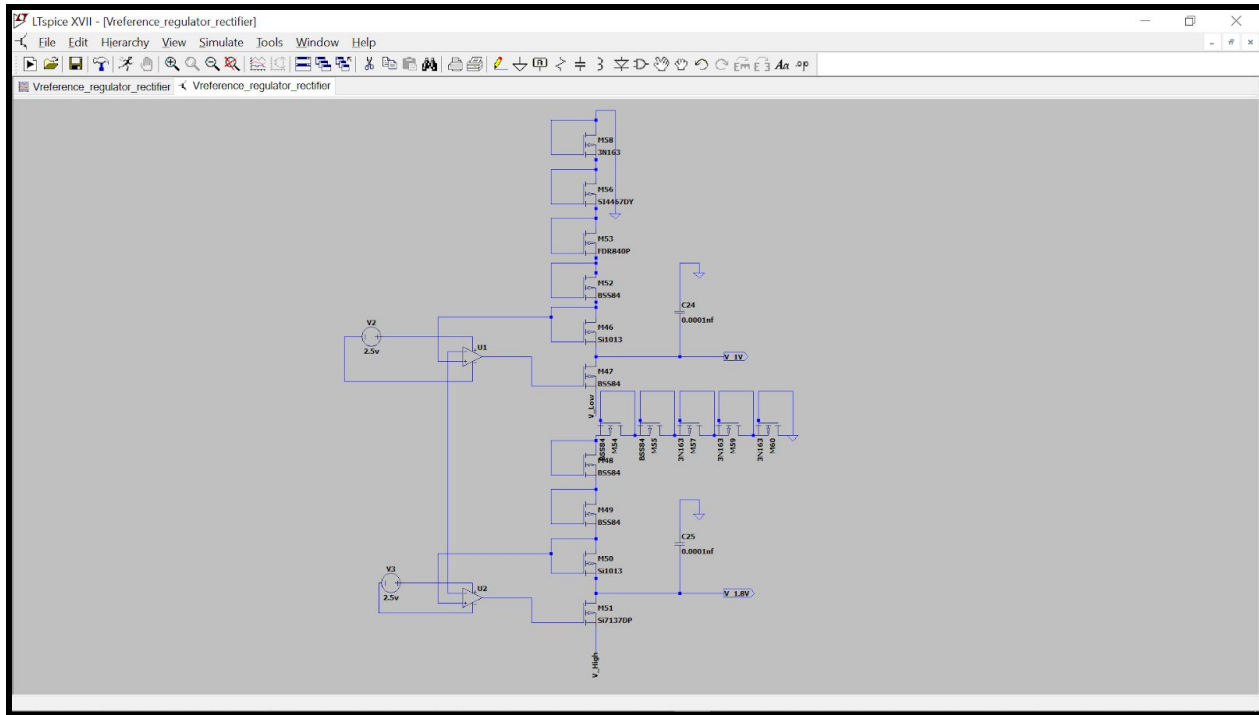 LTspice XVII - [Vreference_regulator_rectifier]
File Edit Hierarchy View Simulate Tools Window Help
Vreference_regulator_rectifier Vreference_regulator_rectifier
M58
3N163
M56
SI4467DY
M53
FDR840P
M52
BSS84
C24
0.0001nf
V2
2.5v
U1
M46
Si1013
V_1V
M47
BSS84
V_Low
BSS84
M54
BSS84
M55
3N163
M57
3N163
M59
3N163
M60
M48
BSS84
M49
BSS84
C25
0.0001nf
M50
Si1013
V3
2.5v
U2
V_1.8V
M51
Si7137DP
V_High